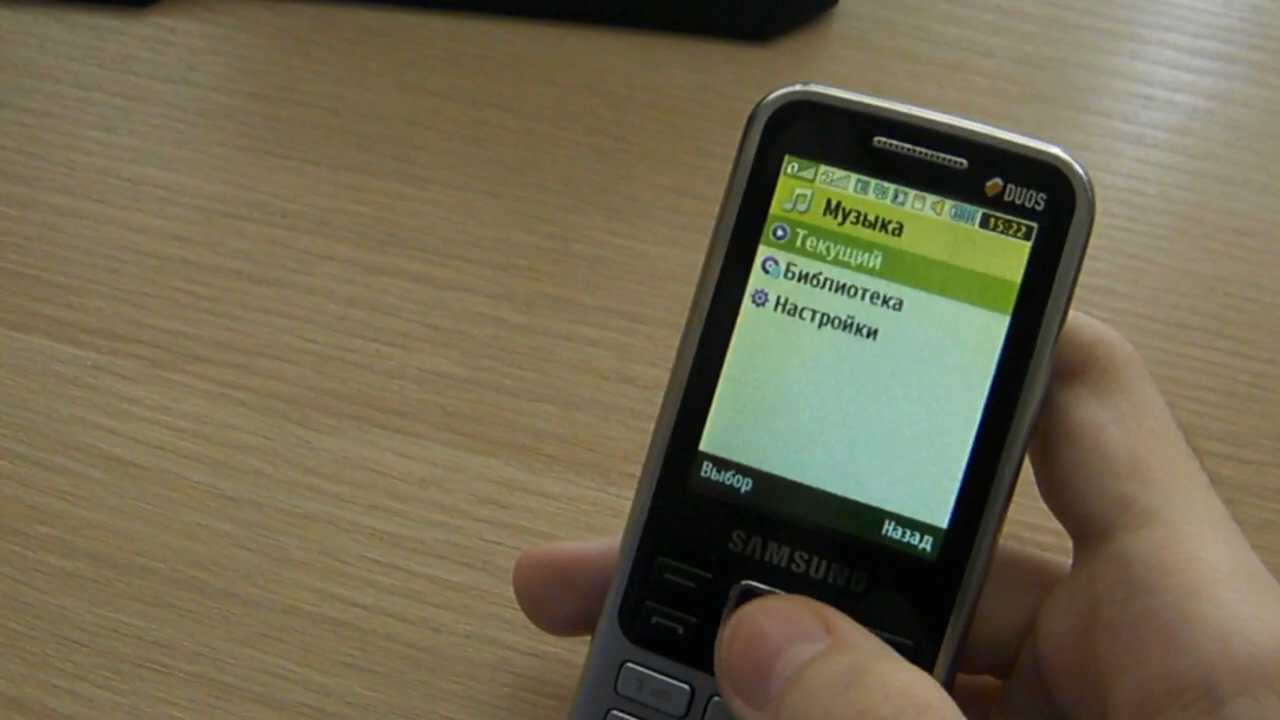 DUOS
15:22
Музыка
Текущий
Библиотека
Настройки
Выбор
Назад
SAMSUNG